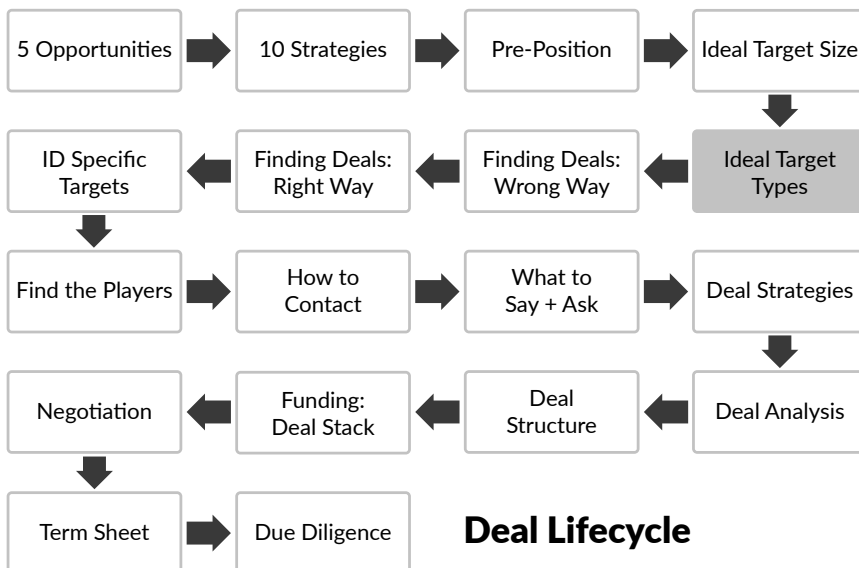 5 Opportunities
10 Strategies
Pre-Position
Ideal Target Size
Ideal Target
Types
Finding Deals:
Wrong Way
Finding Deals:
Right Way
ID Specific
Targets
Find the Players
How to
Contact
What to
Say + Ask
Deal Strategies
Deal Analysis
Deal
Structure
Funding:
Deal Stack
Negotiation
Term Sheet
Due Diligence
Deal Lifecycle